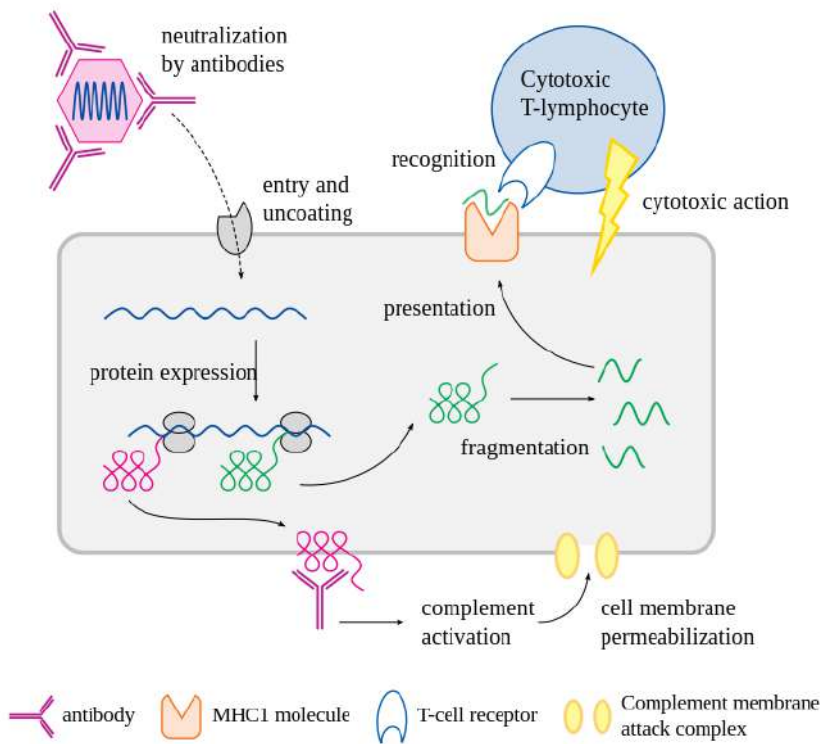 neutralization
by antibodies
Cytotoxic
T-lymphocyte
recognition
entry and
uncoating
cytotoxic action
presentation
protein expression
fragmentation
complement
activation
cell membrane
permeabilization
antibody
MHC1 molecule
T-cell receptor
Complement membrane
attack complex